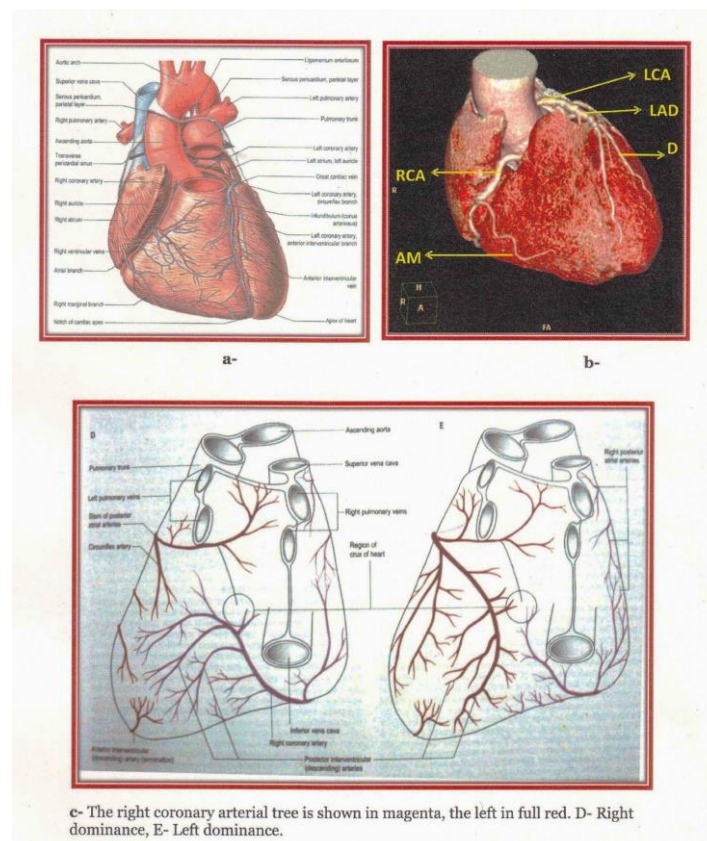 Aortic arch
Superior vena cava
Serous pericardium,
parietal layer
Right pulmonary artery
Ascending aorta
Transverse
pericardial sinus
Right coronary artery
Right auricle
Right atrium
Right ventricular veins
Atrial branch
Right marginal branch
Notch of cardiac apex
Ligamentum arteriosum
Serous pericardium,
parietal layer
Left pulmonary artery
Pulmonary trunk
Left coronary artery
Left atrium, left auricle
Great cardiac vein
Left coronary artery,
circumflex branch
Infundibulum (conus
arteriosus)
Left coronary artery,
anterior interventricular branch
Anterior interventricular
vein
Apex of heart
a-
LCA
LAD
D
RCA
R
AM
H
R
A
FA
b-
D
Ascending aorta
E
Pulmonary trunk
Superior vena cava
Right posterior
atrial arteries
Left pulmonary veins
Right pulmonary veins
Stem of posterior
atrial arteries
Region of
crux of heart
Circumflex artery
Inferior vena cava
Right coronary artery
Anterior interventricular
(descending) artery (termination)
Posterior interventricular
(descending) arteries
c- The right coronary arterial tree is shown in magenta, the left in full red. D- Right
dominance, E- Left dominance.